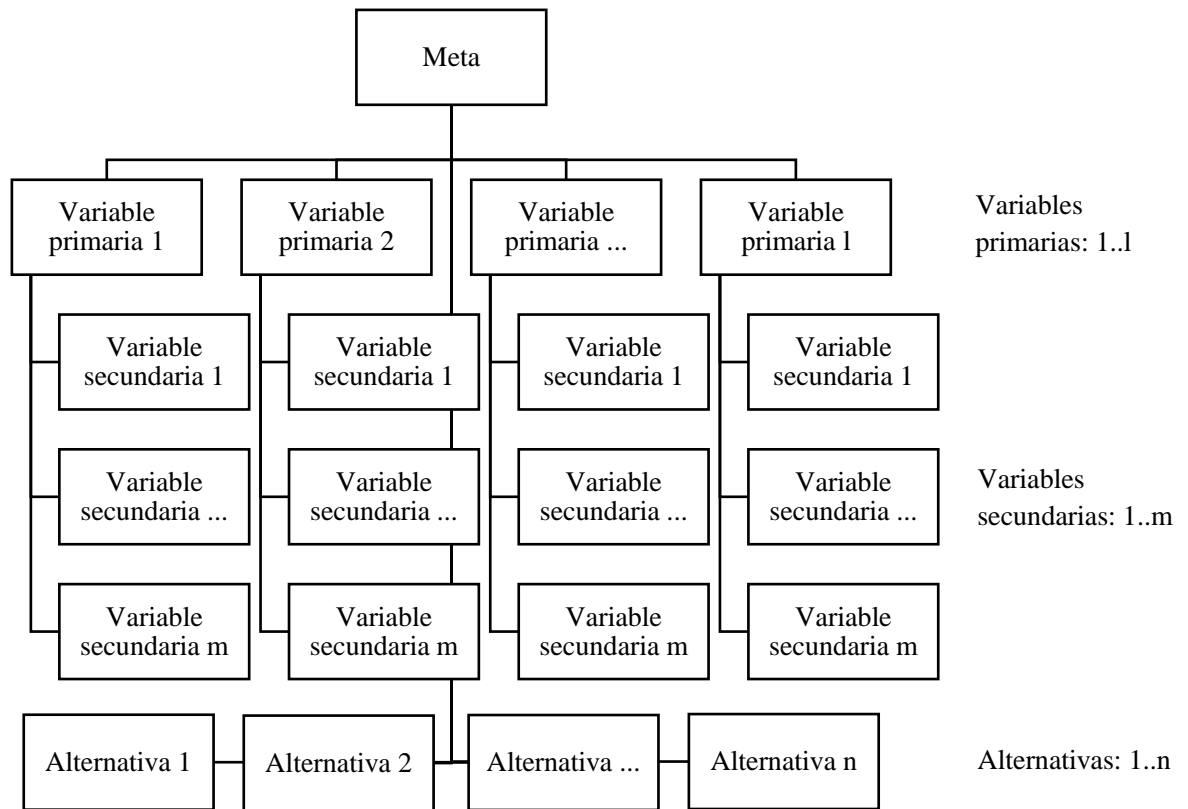 Meta
Variable
primaria 1
Variable
primaria 2
Variable
primaria ...
Variable
primaria l
Variables
primarias: 1..l
Variable
secundaria 1
Variable
secundaria 1
Variable
secundaria 1
Variable
secundaria 1
Variable
secundaria ...
Variable
secundaria ...
Variable
secundaria ...
Variable
secundaria ...
Variables
secundarias: 1..m
Variable
secundaria m
Variable
secundaria m
Variable
secundaria m
Variable
secundaria m
Alternativa 1
Alternativa 2
Alternativa ...
Alternativa n
Alternativas: 1..n